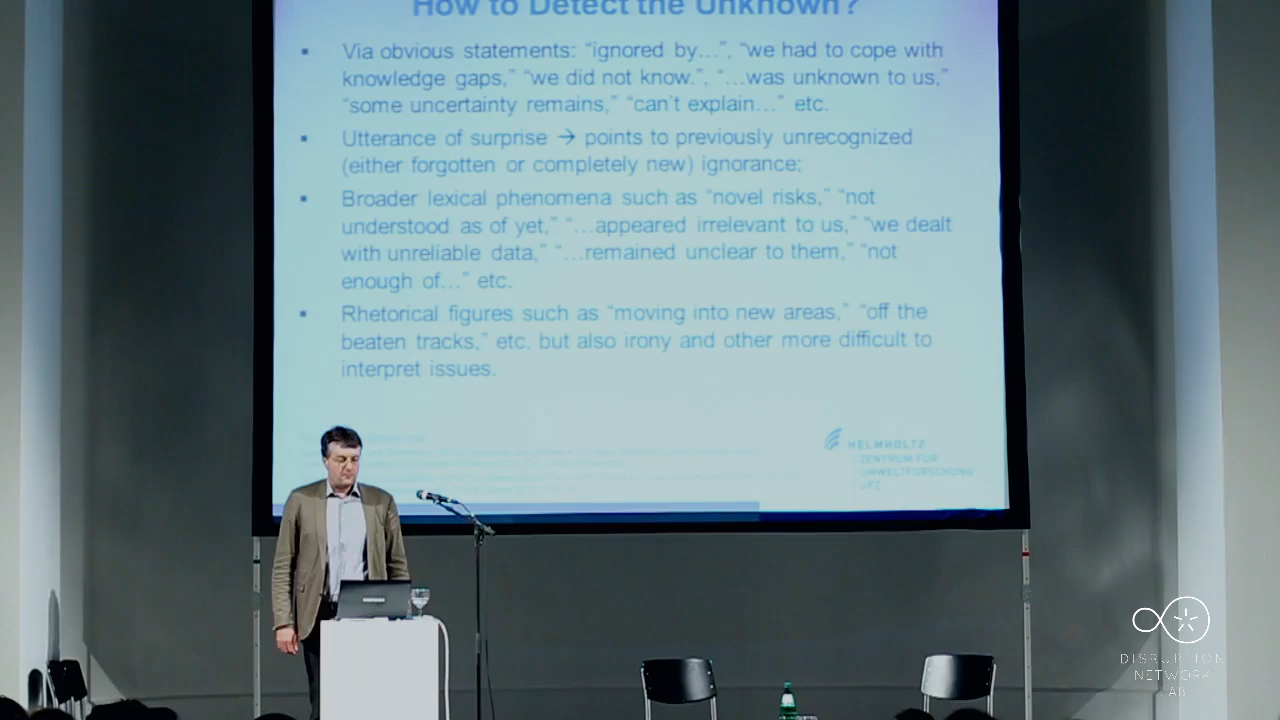 How to Detect the Unknown?
▪ Via obvious statements: “ignored by…”, “we had to cope with
knowledge gaps,” “we did not know.”, “…was unknown to us,”
“some uncertainty remains,” “can’t explain…” etc.
▪ Utterance of surprise → points to previously unrecognized
(either forgotten or completely new) ignorance;
▪ Broader lexical phenomena such as “novel risks,” “not
understood as of yet,” “…appeared irrelevant to us,” “we dealt
with unreliable data,” “…remained unclear to them,” “not
enough of…” etc.
▪ Rhetorical figures such as “moving into new areas,” “off the
beaten tracks,” etc. but also irony and other more difficult to
interpret issues.
HELMHOLTZ
ZENTRUM FÜR
UMWELTFORSCHUNG
UFZ
DISRUPTION
NETWORK
LAB